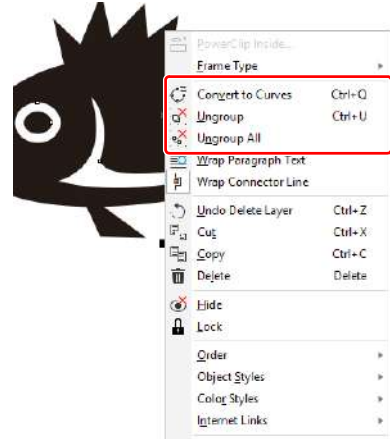 PowerClip Inside...
Frame Type
Convert to Curves Ctrl+Q
Ungroup Ctrl+U
Ungroup All
Wrap Paragraph Text
Wrap Connector Line
Undo Delete Layer Ctrl+Z
Cut Ctrl+X
Copy Ctrl+C
Delete Delete
Hide
Lock
Order
Object Styles
Color Styles
Internet Links